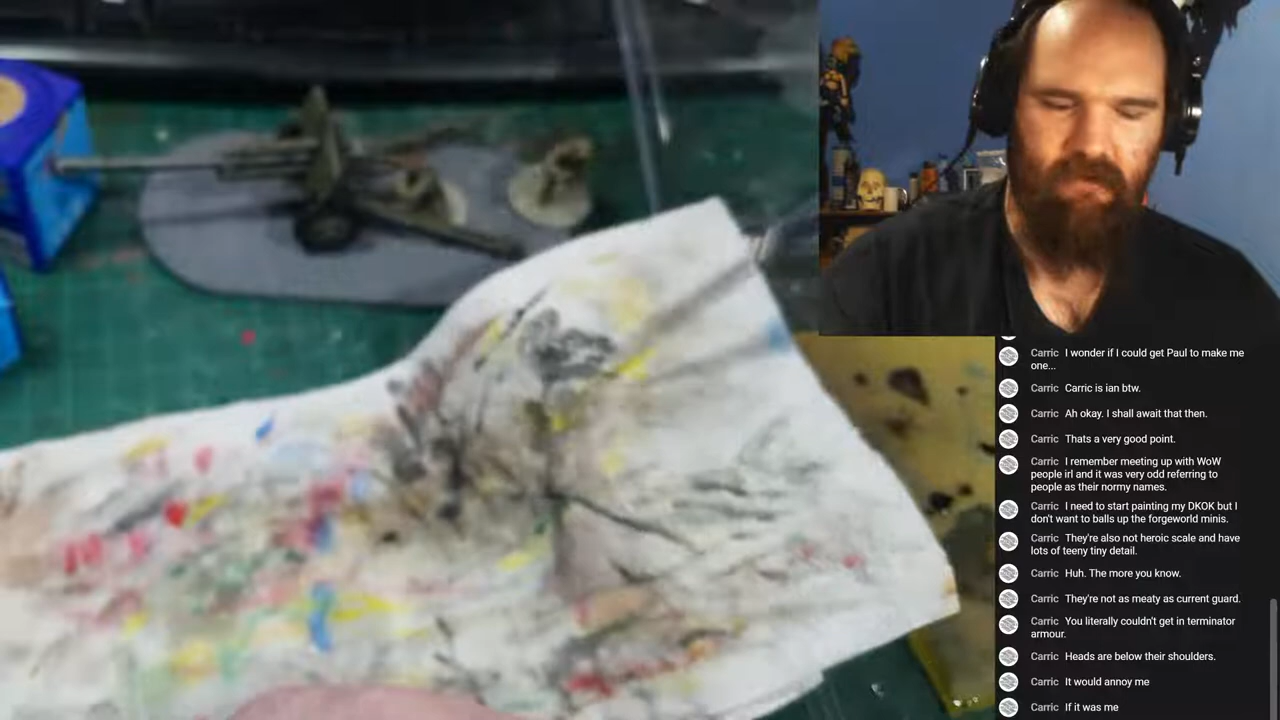 Carric I wonder if I could get Paul to make me
one...
Carric Carric is ian btw.
Carric Ah okay. I shall await that then.
Carric Thats a very good point.
Carric I remember meeting up with WoW
people irl and it was very odd referring to
people as their normy names.
Carric I need to start painting my DKOK but I
don't want to balls up the forgeworld minis.
Carric They're also not heroic scale and have
lots of teeny tiny detail.
Carric Huh. The more you know.
Carric They're not as meaty as current guard.
Carric You literally couldn't get in terminator
armour.
Carric Heads are below their shoulders.
Carric It would annoy me
Carric If it was me